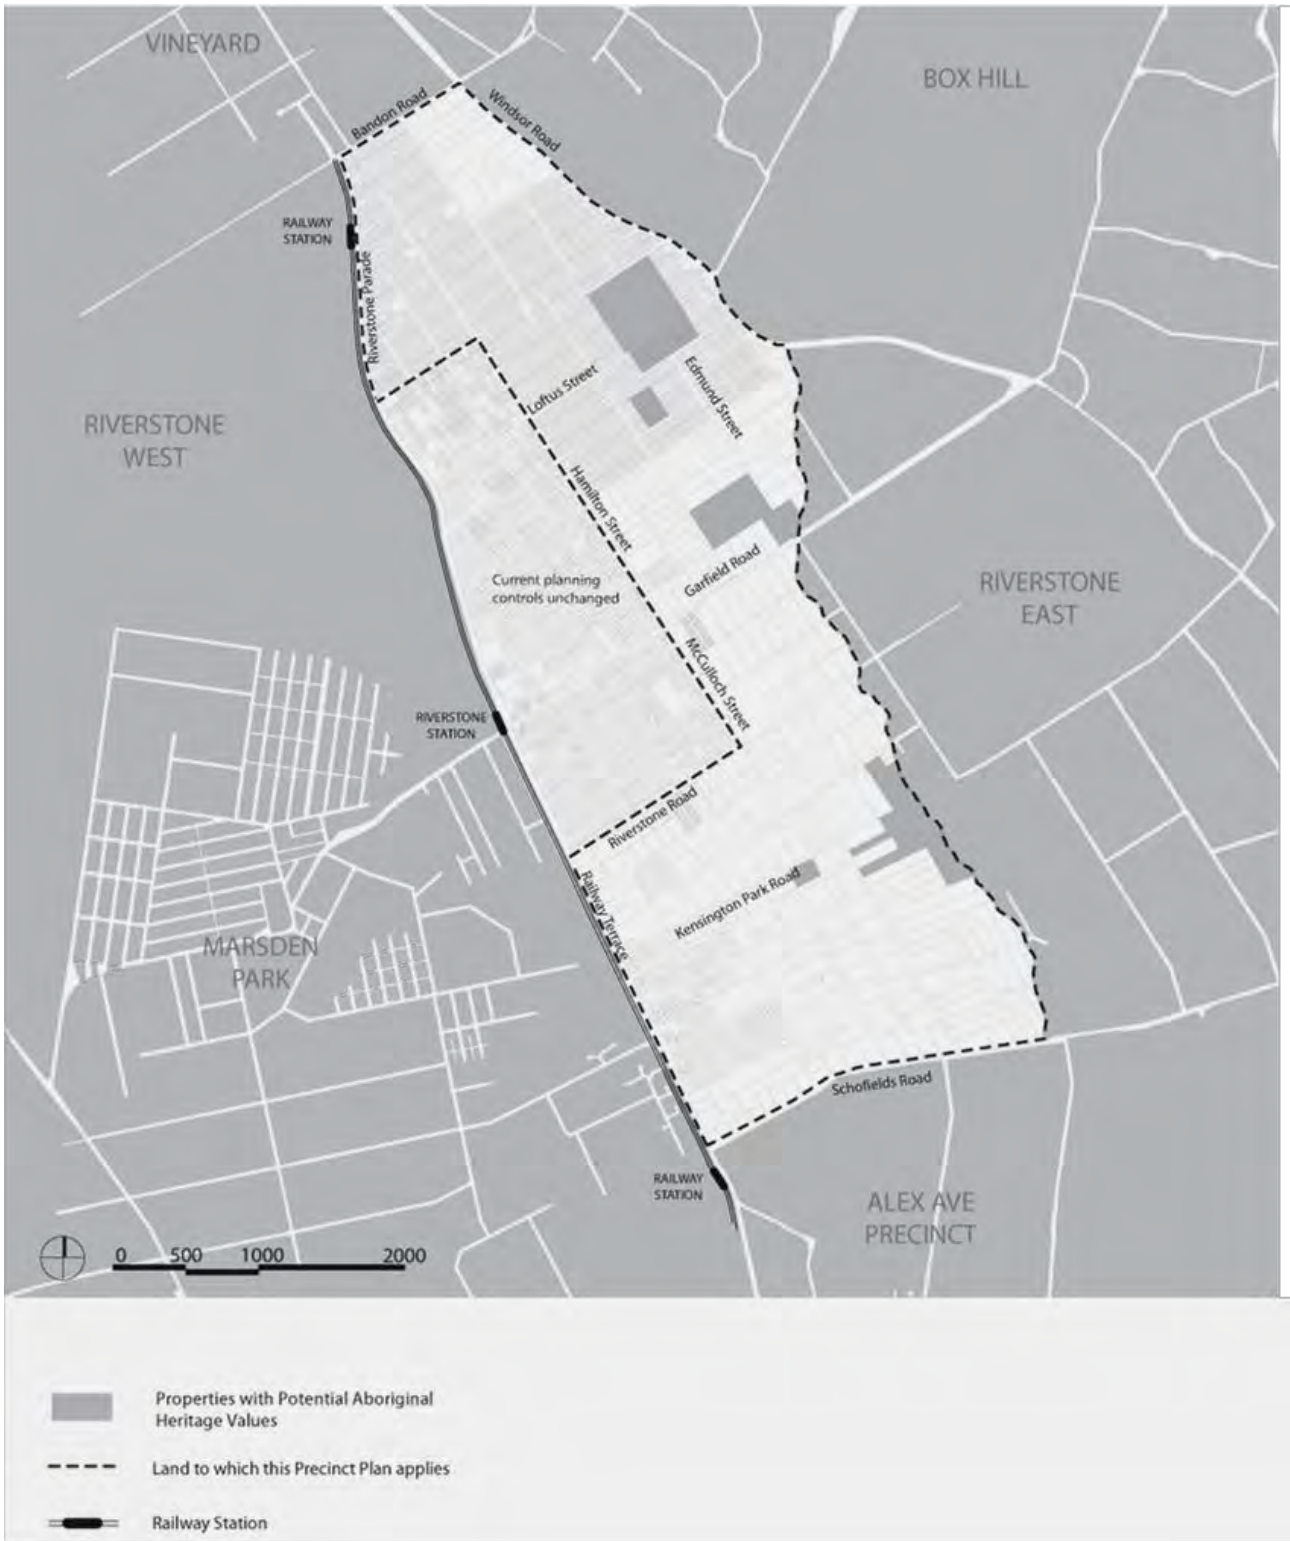 VINEYARD
BOX HILL
Bandon Road
Windsor Road
RAILWAY
STATION
Riverstone Parade
Loftus Street
Edmund Street
RIVERSTONE
WEST
Hamilton Street
Garfield Road
Current planning
controls unchanged
RIVERSTONE
EAST
McCulloch Street
RIVERSTONE
STATION
Riverstone Road
Railway Terrace
Kensington Park Road
MARSDEN
PARK
Schofields Road
RAILWAY
STATION
ALEX AVE
PRECINCT
0 500 1000 2000
Properties with Potential Aboriginal
Heritage Values
Land to which this Precinct Plan applies
Railway Station